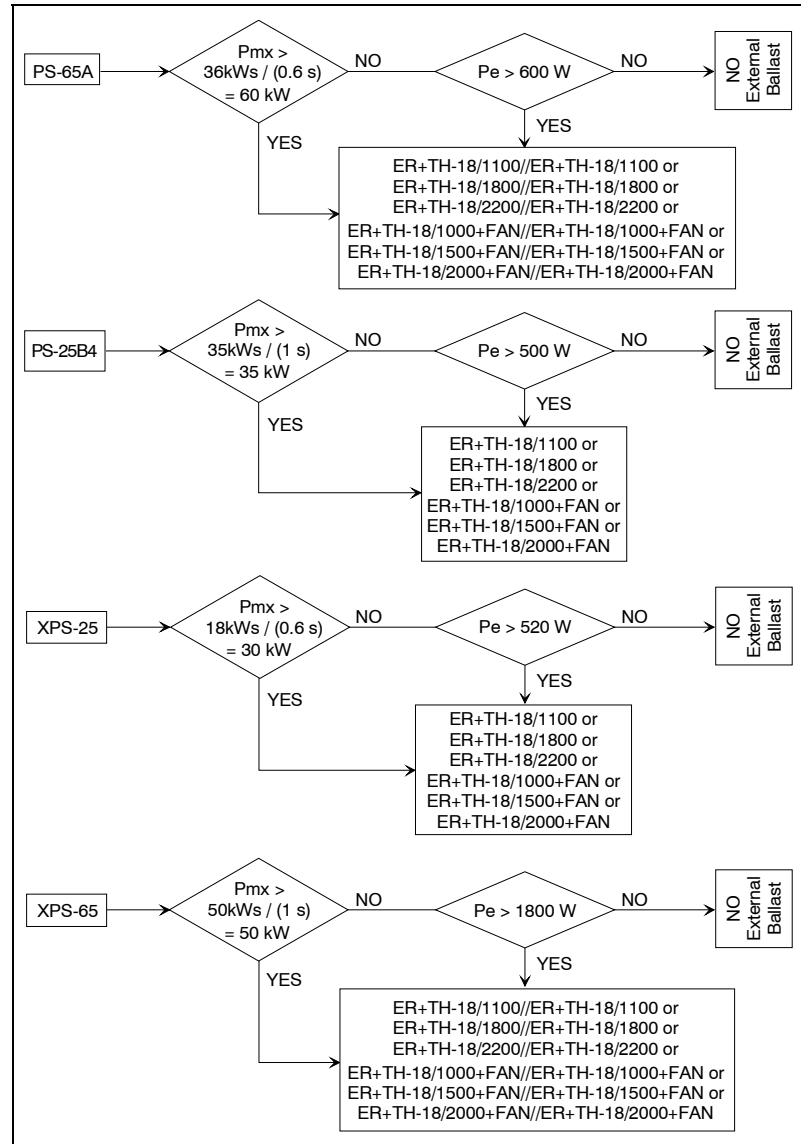 PS-65A
Pmx >
36kWs / (0.6 s)
= 60 kW
NO
Pe > 600 W
NO
NO
External
Ballast
YES
YES
ER+TH-18/1100//ER+TH-18/1100 or
ER+TH-18/1800//ER+TH-18/1800 or
ER+TH-18/2200//ER+TH-18/2200 or
ER+TH-18/1000+FAN//ER+TH-18/1000+FAN or
ER+TH-18/1500+FAN//ER+TH-18/1500+FAN or
ER+TH-18/2000+FAN//ER+TH-18/2000+FAN
PS-25B4
Pmx >
35kWs / (1 s)
= 35 kW
NO
Pe > 500 W
NO
NO
External
Ballast
YES
YES
ER+TH-18/1100 or
ER+TH-18/1800 or
ER+TH-18/2200 or
ER+TH-18/1000+FAN or
ER+TH-18/1500+FAN or
ER+TH-18/2000+FAN
XPS-25
Pmx >
18kWs / (0.6 s)
= 30 kW
NO
Pe > 520 W
NO
NO
External
Ballast
YES
YES
ER+TH-18/1100 or
ER+TH-18/1800 or
ER+TH-18/2200 or
ER+TH-18/1000+FAN or
ER+TH-18/1500+FAN or
ER+TH-18/2000+FAN
XPS-65
Pmx >
50kWs / (1 s)
= 50 kW
NO
Pe > 1800 W
NO
NO
External
Ballast
YES
YES
ER+TH-18/1100//ER+TH-18/1100 or
ER+TH-18/1800//ER+TH-18/1800 or
ER+TH-18/2200//ER+TH-18/2200 or
ER+TH-18/1000+FAN//ER+TH-18/1000+FAN or
ER+TH-18/1500+FAN//ER+TH-18/1500+FAN or
ER+TH-18/2000+FAN//ER+TH-18/2000+FAN